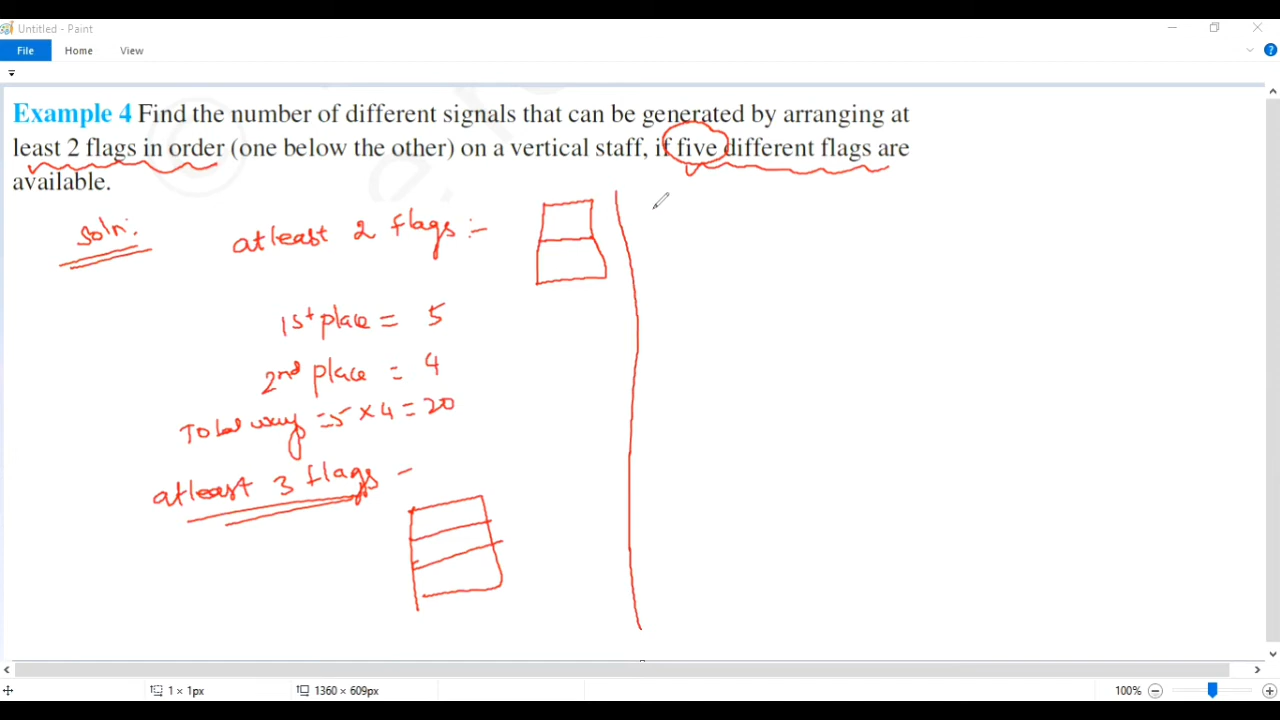 Untitled - Paint
File Home View
Example 4 Find the number of different signals that can be generated by arranging at
least 2 flags in order (one below the other) on a vertical staff, if five different flags are
available.
Soln:
atleast 2 flags :-
1st place = 5
2nd place = 4
Total ways = 5 × 4 = 20
atleast 3 flags -
1 × 1px
1360 × 609px
100%